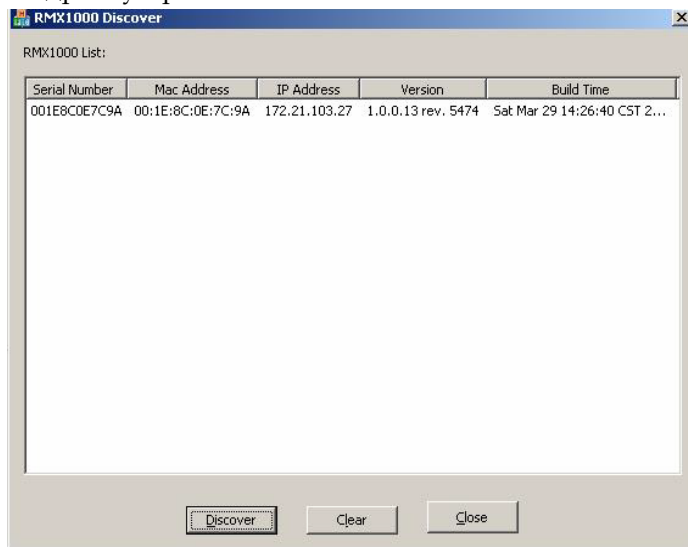 RMX1000 Discover
RMX1000 List:
Serial Number Mac Address IP Address Version Build Time
001E8C0E7C9A 00:1E:8C:0E:7C:9A 172.21.103.27 1.0.0.13 rev. 5474 Sat Mar 29 14:26:40 CST 2...
Discover Clear Close